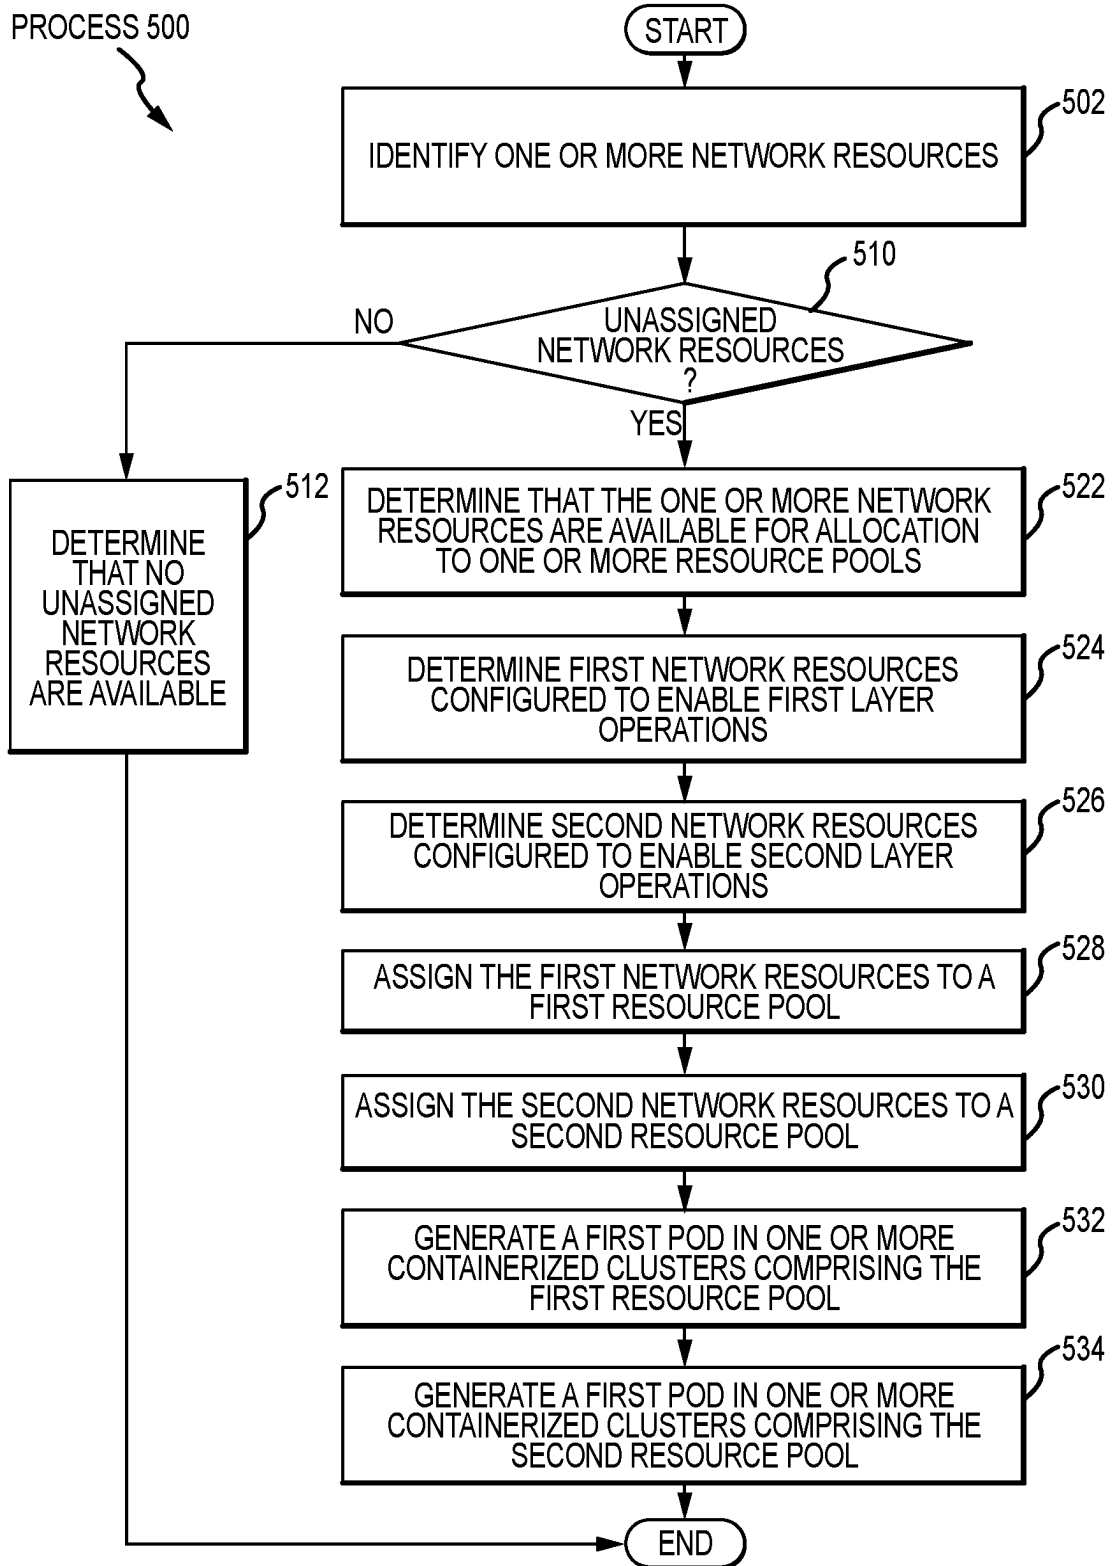 PROCESS 500
START
502
IDENTIFY ONE OR MORE NETWORK RESOURCES
510
UNASSIGNED
NETWORK RESOURCES
?
NO
YES
512
DETERMINE
THAT NO
UNASSIGNED
NETWORK
RESOURCES
ARE AVAILABLE
522
DETERMINE THAT THE ONE OR MORE NETWORK
RESOURCES ARE AVAILABLE FOR ALLOCATION
TO ONE OR MORE RESOURCE POOLS
524
DETERMINE FIRST NETWORK RESOURCES
CONFIGURED TO ENABLE FIRST LAYER
OPERATIONS
526
DETERMINE SECOND NETWORK RESOURCES
CONFIGURED TO ENABLE SECOND LAYER
OPERATIONS
528
ASSIGN THE FIRST NETWORK RESOURCES TO A
FIRST RESOURCE POOL
530
ASSIGN THE SECOND NETWORK RESOURCES TO A
SECOND RESOURCE POOL
532
GENERATE A FIRST POD IN ONE OR MORE
CONTAINERIZED CLUSTERS COMPRISING THE
FIRST RESOURCE POOL
534
GENERATE A FIRST POD IN ONE OR MORE
CONTAINERIZED CLUSTERS COMPRISING THE
SECOND RESOURCE POOL
END